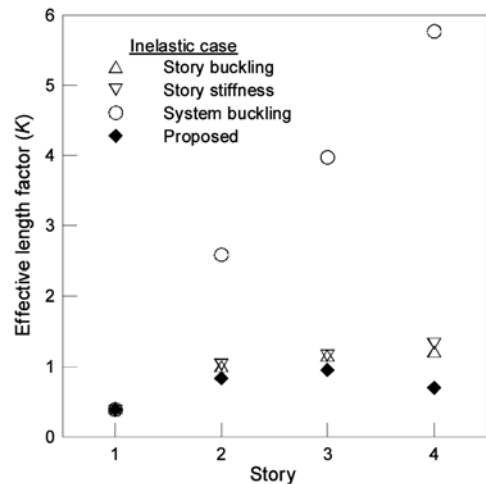 6
5
4
3
2
1
0
Effective length factor (K)
Inelastic case
Story buckling
Story stiffness
System buckling
Proposed
1 2 3 4
Story